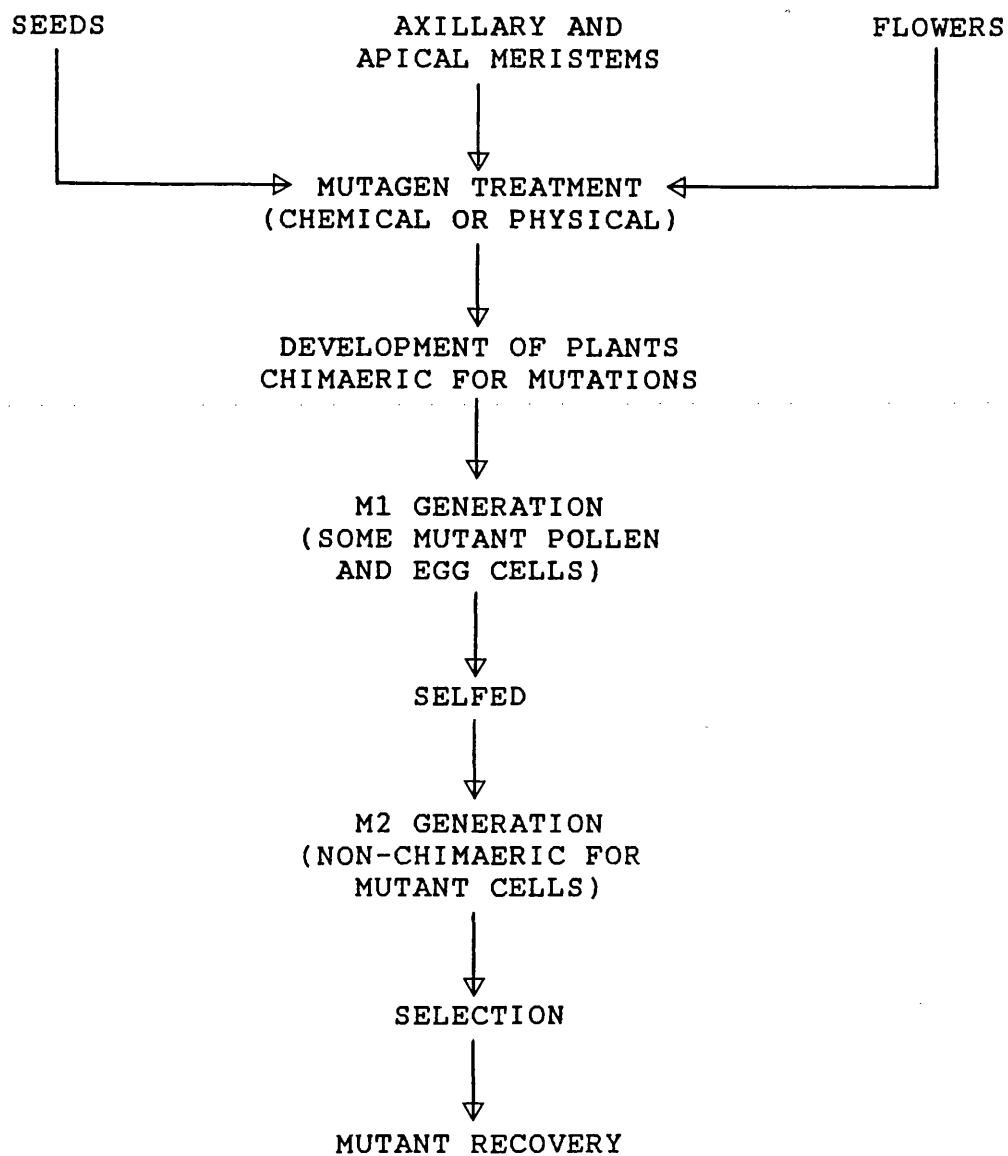 SEEDS
AXILLARY AND
APICAL MERISTEMS
FLOWERS
MUTAGEN TREATMENT
(CHEMICAL OR PHYSICAL)
DEVELOPMENT OF PLANTS
CHIMAERIC FOR MUTATIONS
M1 GENERATION
(SOME MUTANT POLLEN
AND EGG CELLS)
SELFED
M2 GENERATION
(NON-CHIMAERIC FOR
MUTANT CELLS)
SELECTION
MUTANT RECOVERY